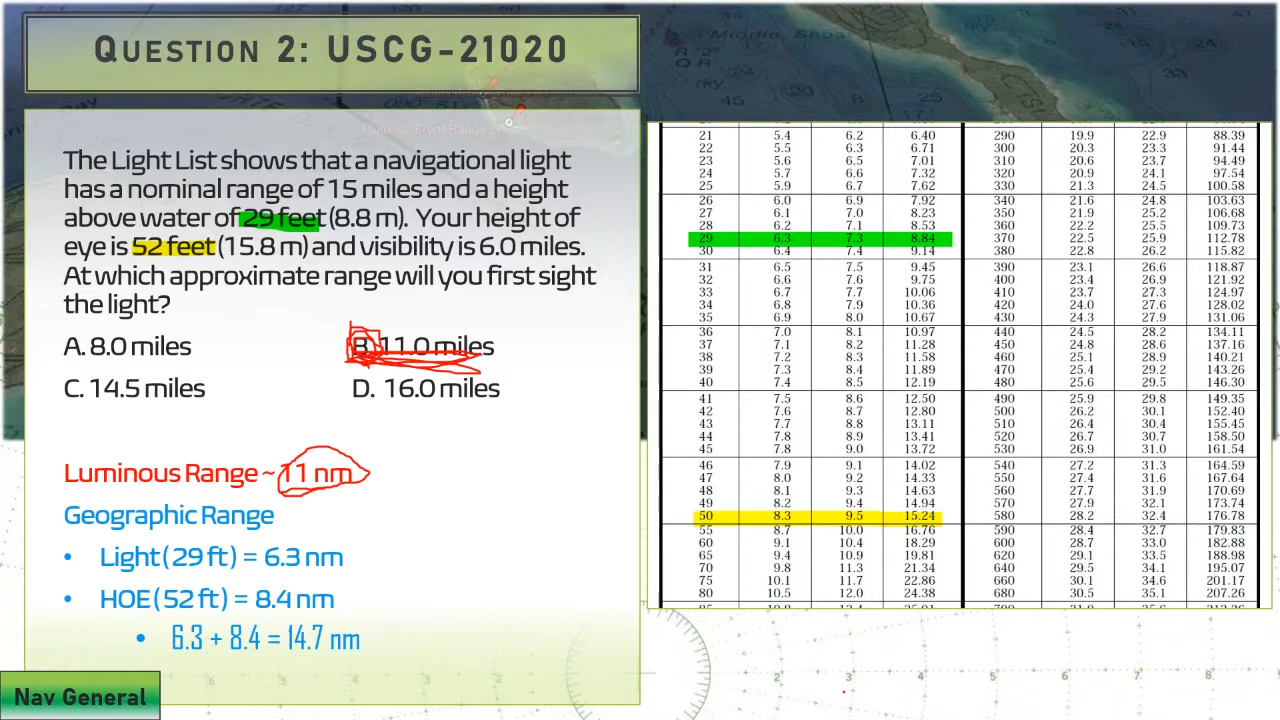 QUESTION 2: USCG-21020
The Light List shows that a navigational light
has a nominal range of 15 miles and a height
above water of 29 feet (8.8 m). Your height of
eye is 52 feet (15.8 m) and visibility is 6.0 miles.
At which approximate range will you first sight
the light?
A. 8.0 miles
B. 11.0 miles
C. 14.5 miles
D. 16.0 miles
Luminous Range ~ 11 nm
Geographic Range
• Light (29 ft) = 6.3 nm
• HOE (52 ft) = 8.4 nm
• 6.3 + 8.4 = 14.7 nm
Nav General
Middle Shoal
21 5.4 6.2 6.40 290 19.9 22.9 88.39
22 5.5 6.3 6.71 300 20.3 23.3 91.44
23 5.6 6.5 7.01 310 20.6 23.7 94.49
24 5.7 6.6 7.32 320 20.9 24.1 97.54
25 5.9 6.7 7.62 330 21.3 24.5 100.58
26 6.0 6.9 7.92 340 21.6 24.8 103.63
27 6.1 7.0 8.23 350 21.9 25.2 106.68
28 6.2 7.1 8.53 360 22.2 25.5 109.73
29 6.3 7.3 8.84 370 22.5 25.9 112.78
30 6.4 7.4 9.14 380 22.8 26.2 115.82
31 6.5 7.5 9.45 390 23.1 26.6 118.87
32 6.6 7.6 9.75 400 23.4 26.9 121.92
33 6.7 7.7 10.06 410 23.7 27.3 124.97
34 6.8 7.9 10.36 420 24.0 27.6 128.02
35 6.9 8.0 10.67 430 24.3 27.9 131.06
36 7.0 8.1 10.97 440 24.5 28.2 134.11
37 7.1 8.2 11.28 450 24.8 28.6 137.16
38 7.2 8.3 11.58 460 25.1 28.9 140.21
39 7.3 8.4 11.89 470 25.4 29.2 143.26
40 7.4 8.5 12.19 480 25.6 29.5 146.30
41 7.5 8.6 12.50 490 25.9 29.8 149.35
42 7.6 8.7 12.80 500 26.2 30.1 152.40
43 7.7 8.8 13.11 510 26.4 30.4 155.45
44 7.8 8.9 13.41 520 26.7 30.7 158.50
45 7.8 9.0 13.72 530 26.9 31.0 161.54
46 7.9 9.1 14.02 540 27.2 31.3 164.59
47 8.0 9.2 14.33 550 27.4 31.6 167.64
48 8.1 9.3 14.63 560 27.7 31.9 170.69
49 8.2 9.4 14.94 570 27.9 32.1 173.74
50 8.3 9.5 15.24 580 28.2 32.4 176.78
55 8.7 10.0 16.76 590 28.4 32.7 179.83
60 9.1 10.4 8.29 600 28.7 33.0 182.88
65 9.4 10.9 19.81 620 29.1 33.5 188.98
70 9.8 11.3 21.34 640 29.5 34.1 195.07
75 10.1 11.7 22.86 660 30.1 34.6 201.17
80 10.5 12.0 24.38 680 30.5 35.1 207.26